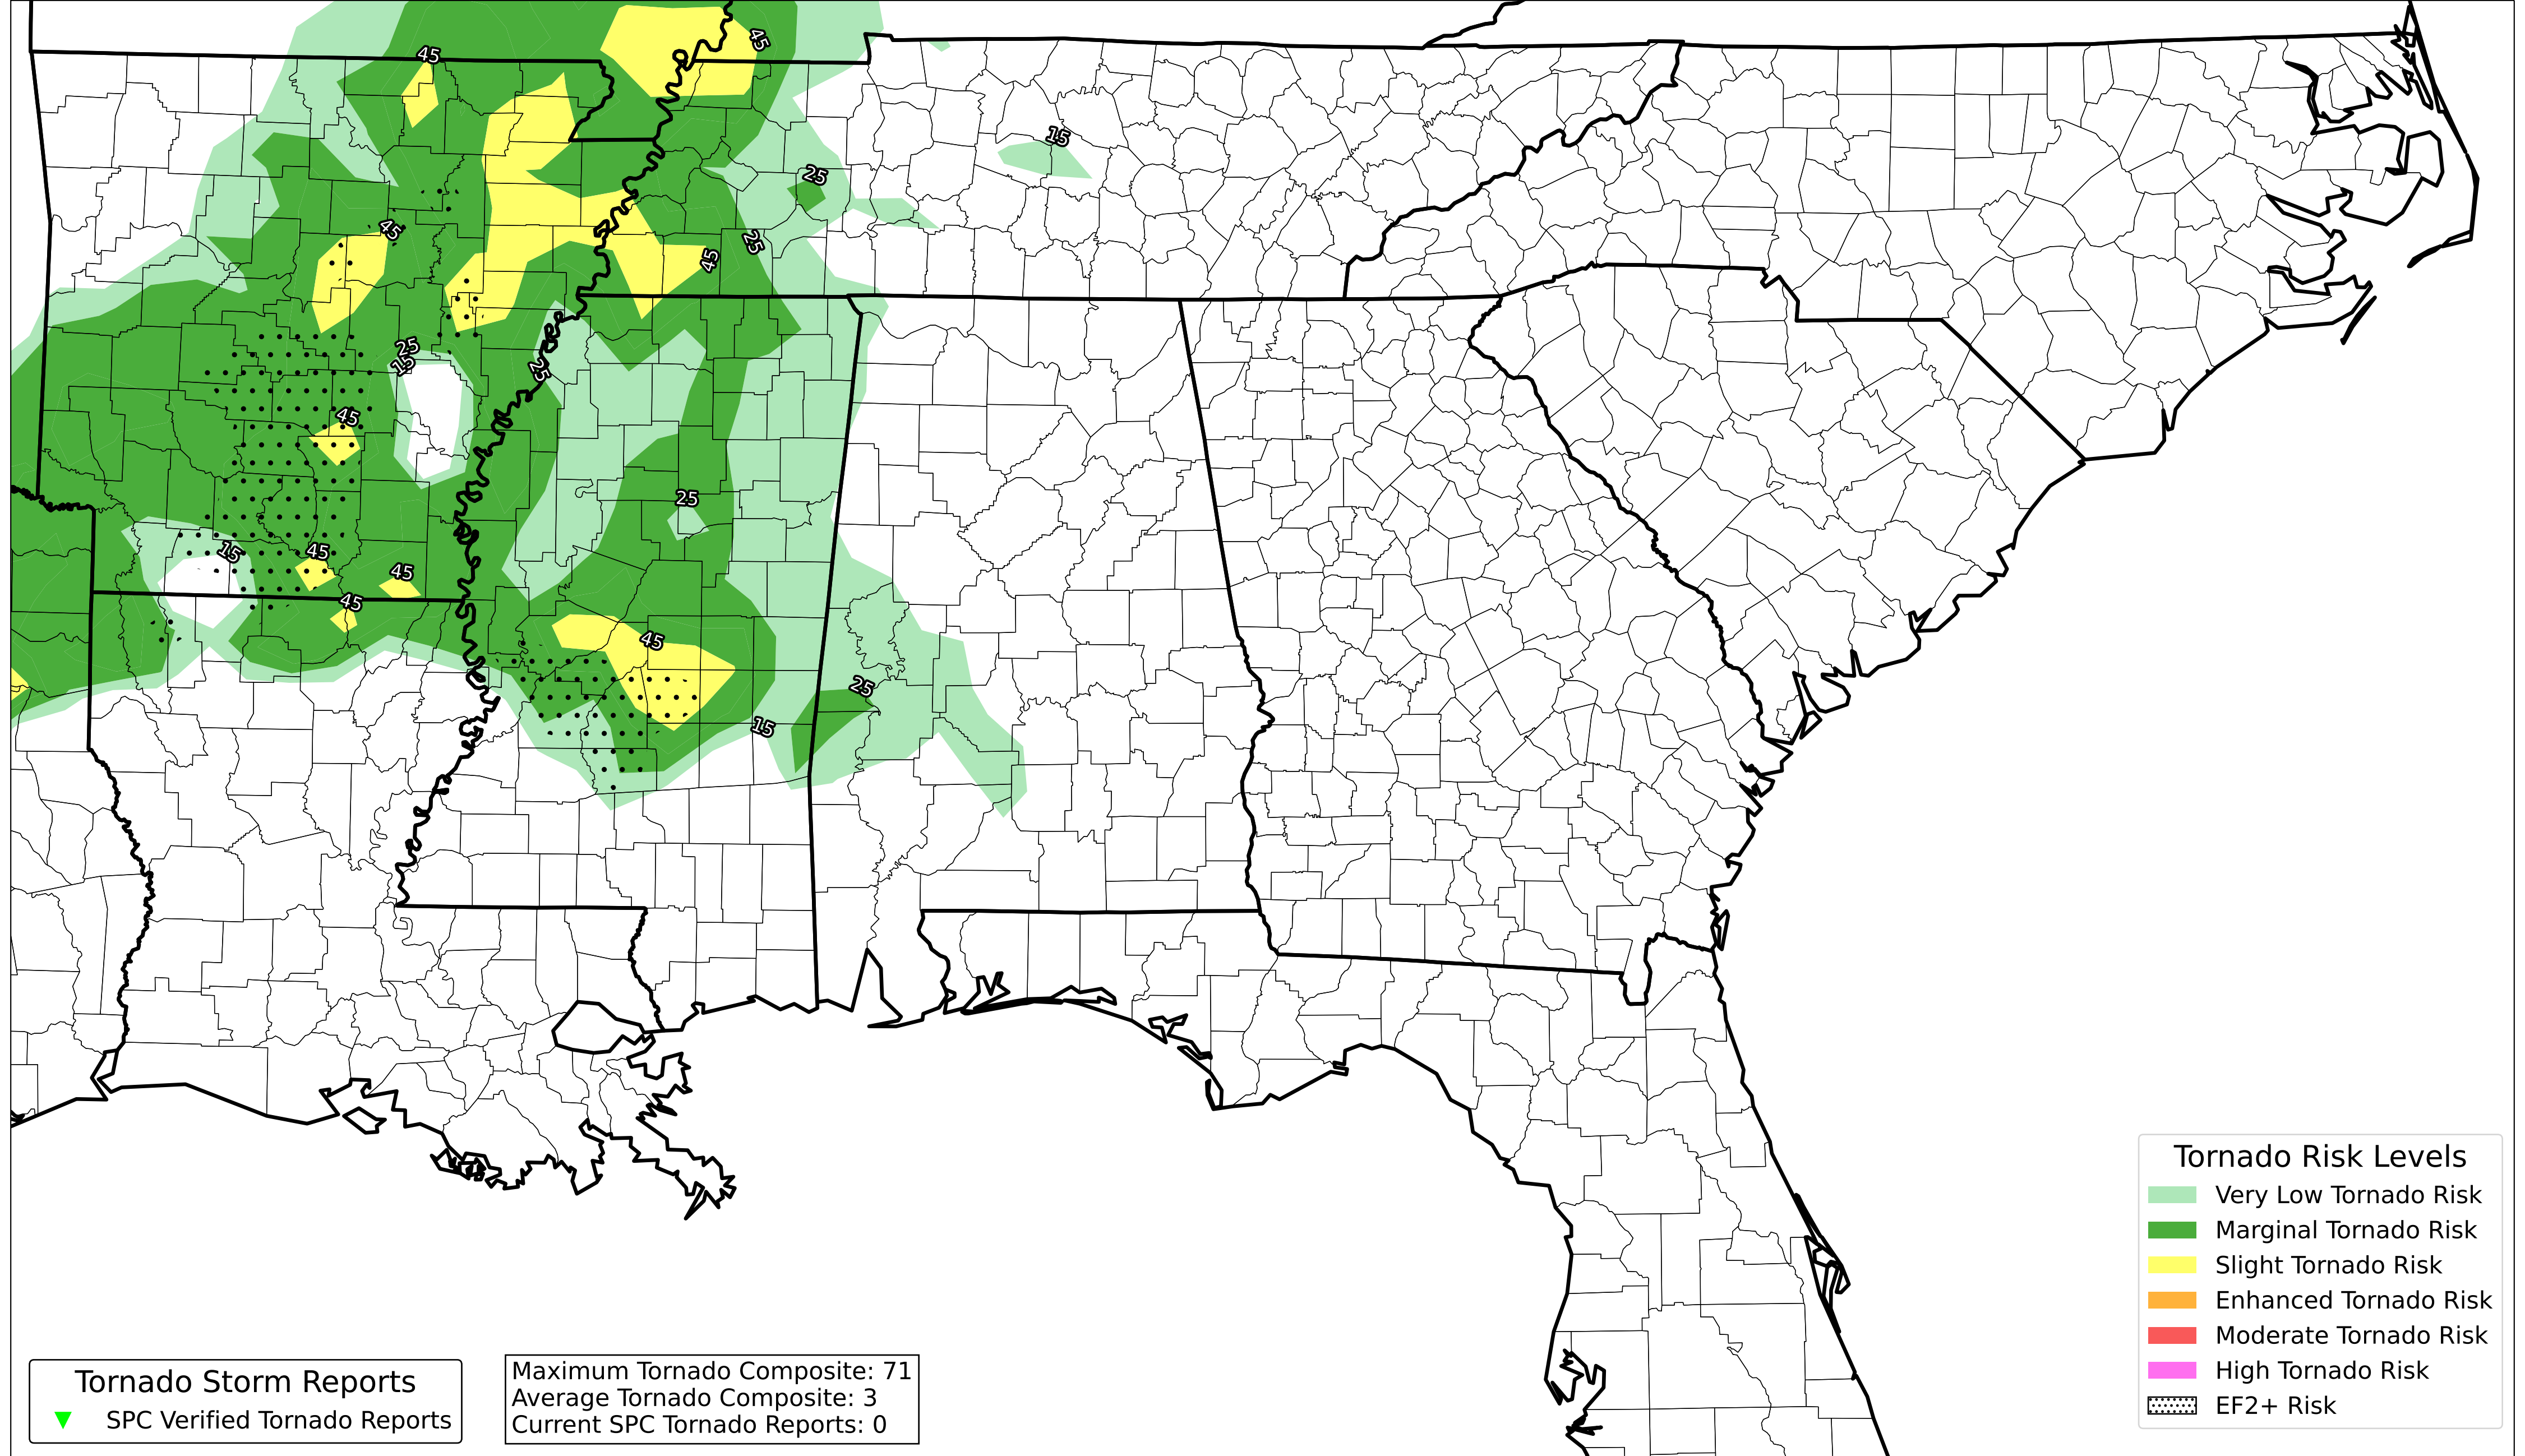 45
45
15
25
45
25
45
25
15
25
45
25
15
45
45
45
45
25
15
Tornado Risk Levels
Very Low Tornado Risk
Marginal Tornado Risk
Slight Tornado Risk
Enhanced Tornado Risk
Moderate Tornado Risk
High Tornado Risk
EF2+ Risk
Tornado Storm Reports
SPC Verified Tornado Reports
Maximum Tornado Composite: 71
Average Tornado Composite: 3
Current SPC Tornado Reports: 0